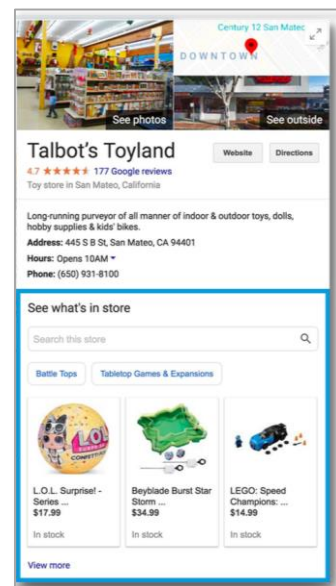 Century 12 San Matec
DOWNTOWN
See photos
See outside
Talbot's Toyland
Website
Directions
4.7 ★★★★★ 177 Google reviews
Toy store in San Mateo, California
Long-running purveyor of all manner of indoor & outdoor toys, dolls,
hobby supplies & kids' bikes.
Address: 445 S B St, San Mateo, CA 94401
Hours: Opens 10AM
Phone: (650) 931-8100
See what's in store
Search this store
Battle Tops
Tabletop Games & Expansions
L.O.L. Surprise! -
Series ...
$17.99
In stock
Beyblade Burst Star
Storm ...
$34.99
In stock
LEGO: Speed
Champions: ...
$14.99
In stock
View more